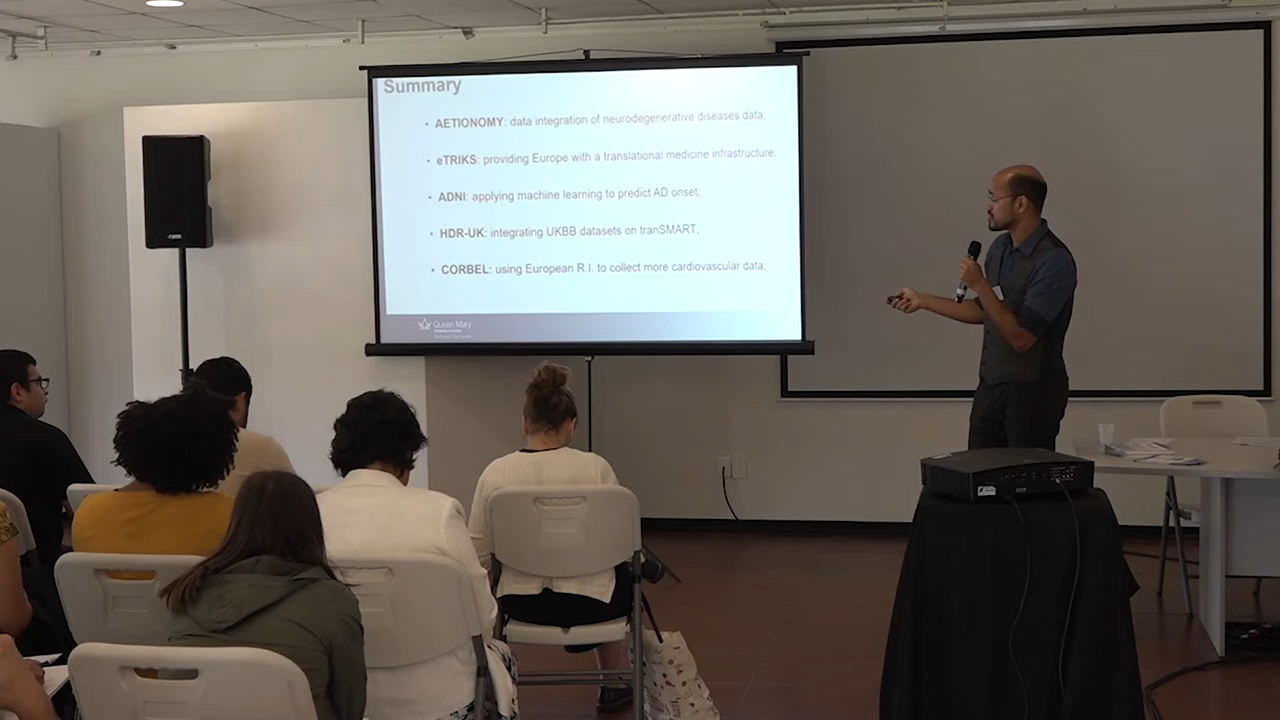 Summary
• AETIONOMY: data integration of neurodegenerative diseases data;
• eTRIKS: providing Europe with a translational medicine infrastructure;
• ADNI: applying machine learning to predict AD onset;
• HDR-UK: integrating UKBB datasets on tranSMART,
• CORBEL: using European R.I. to collect more cardiovascular data;
Queen Mary